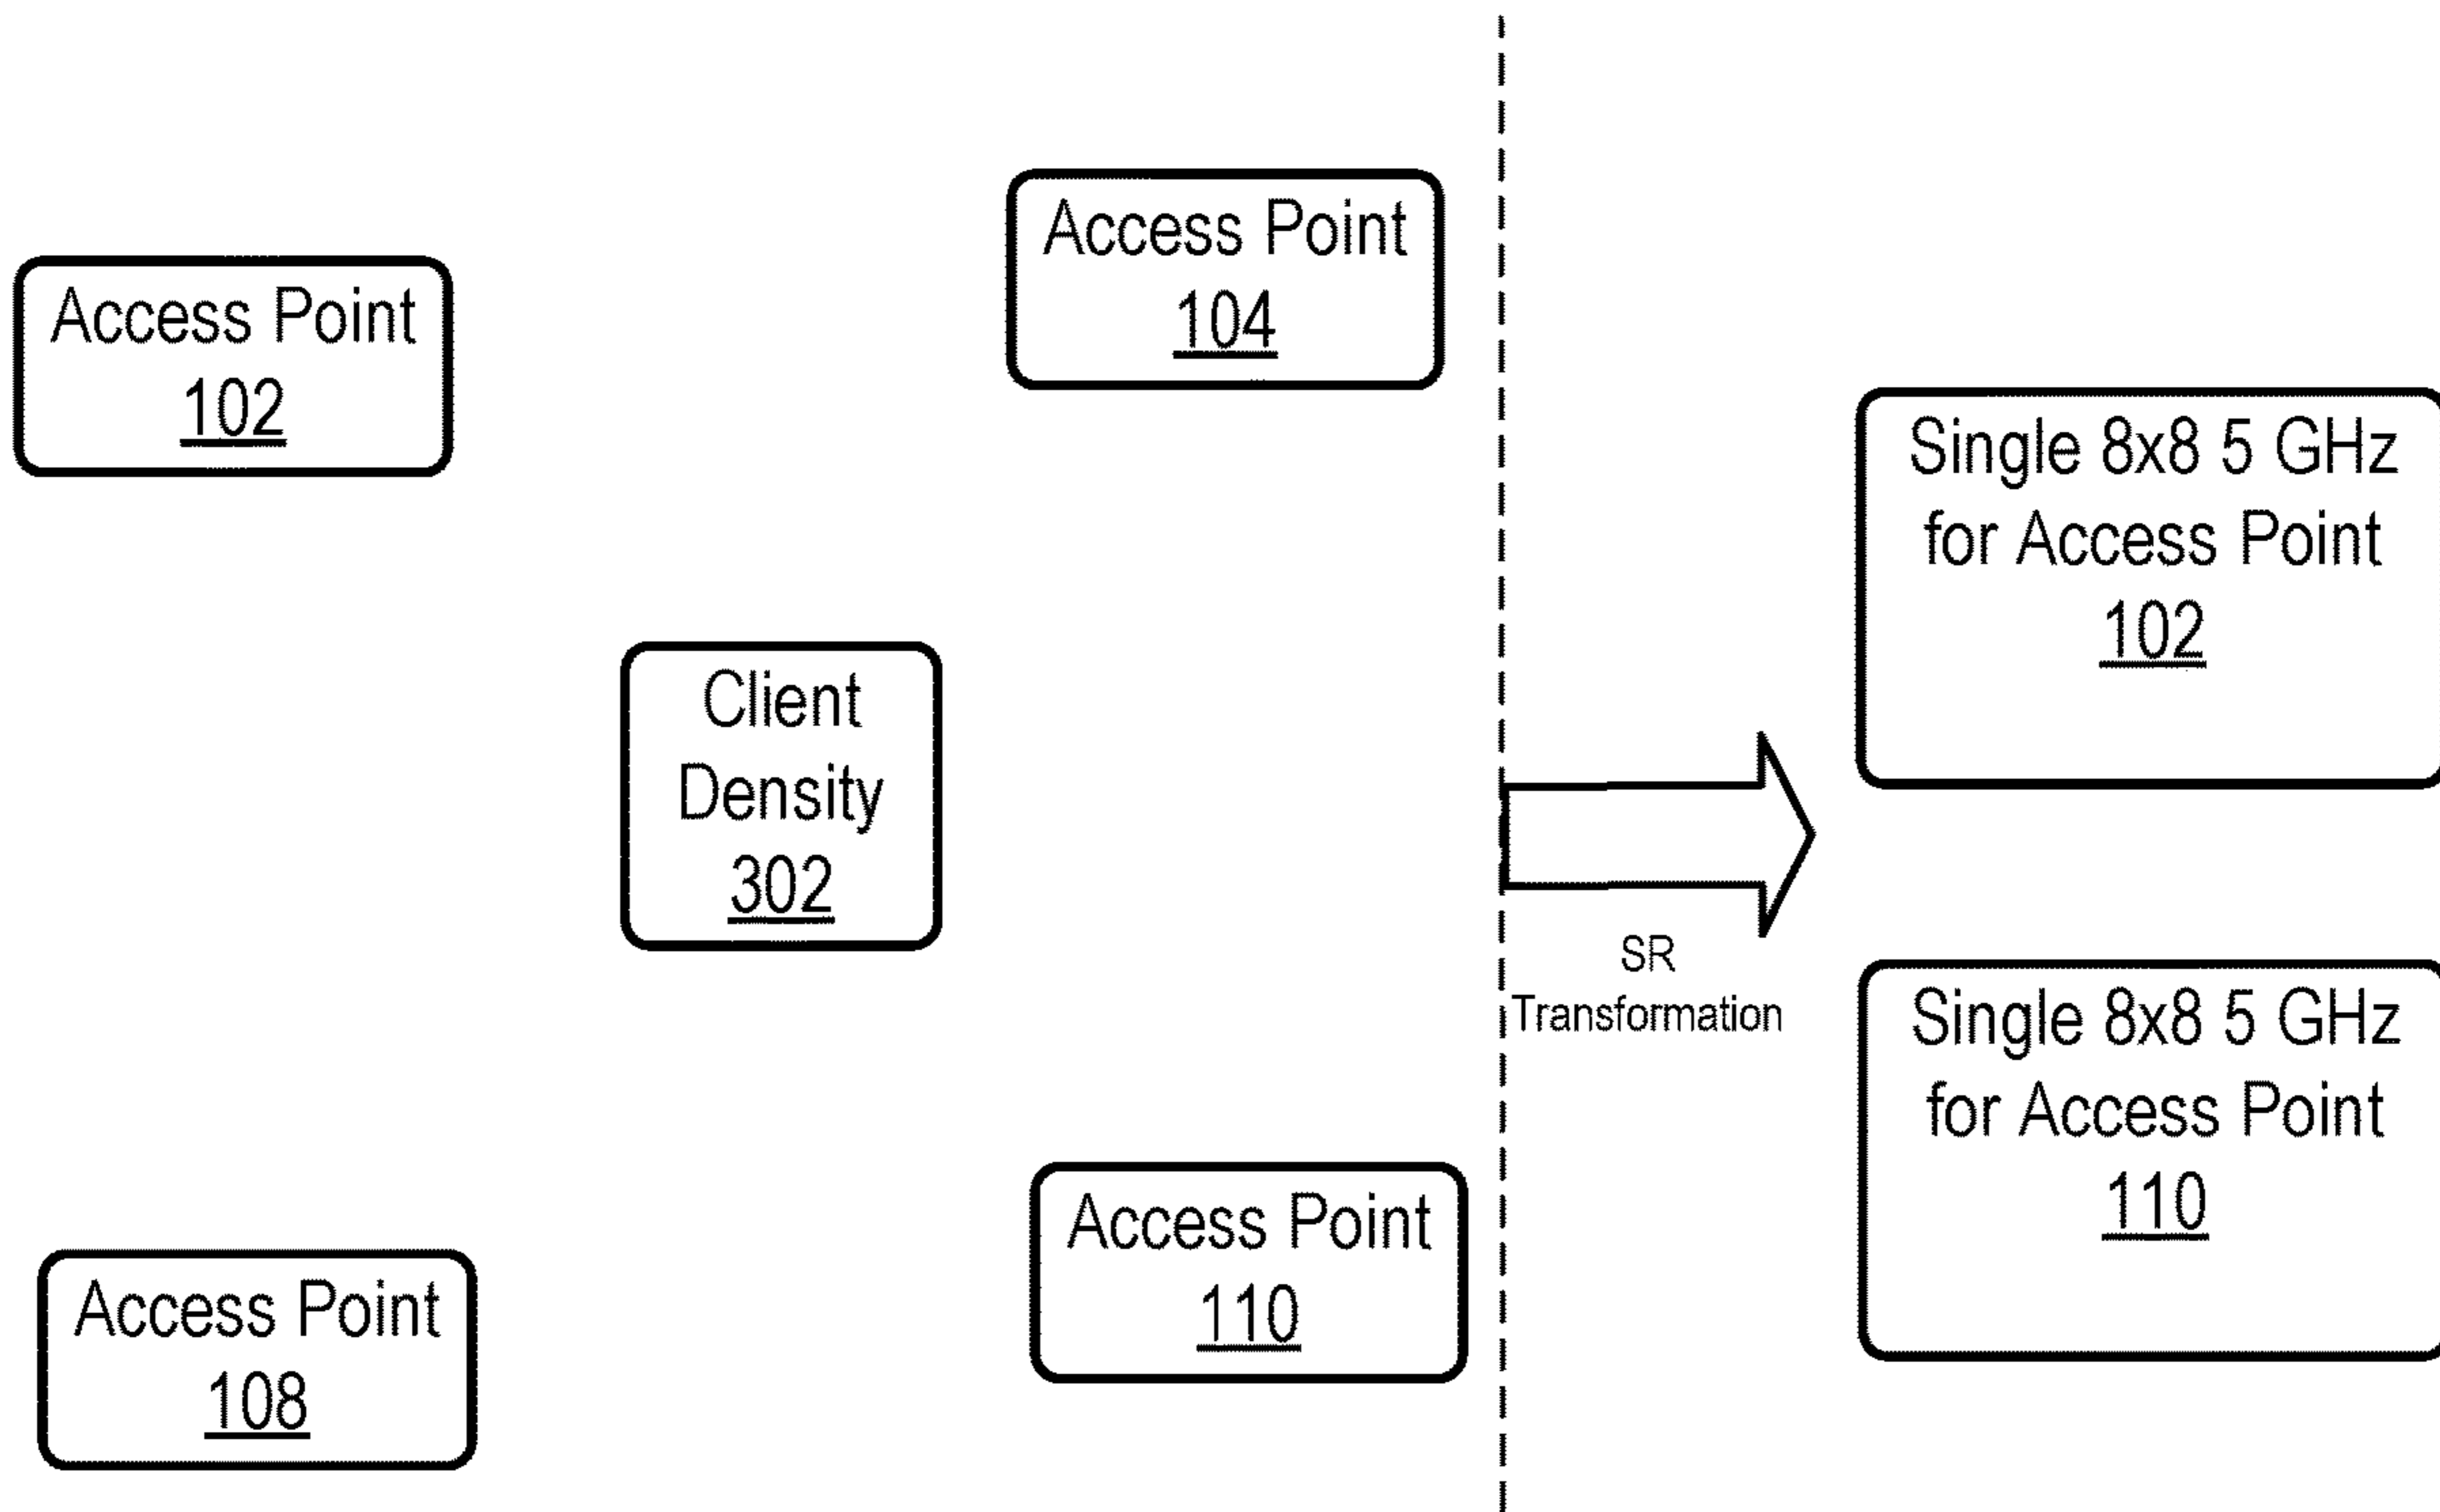 Access Point
102
Access Point
104
Client
Density
302
Access Point
108
Access Point
110
SR
Transformation
Single 8x8 5 GHz
for Access Point
102
Single 8x8 5 GHz
for Access Point
110